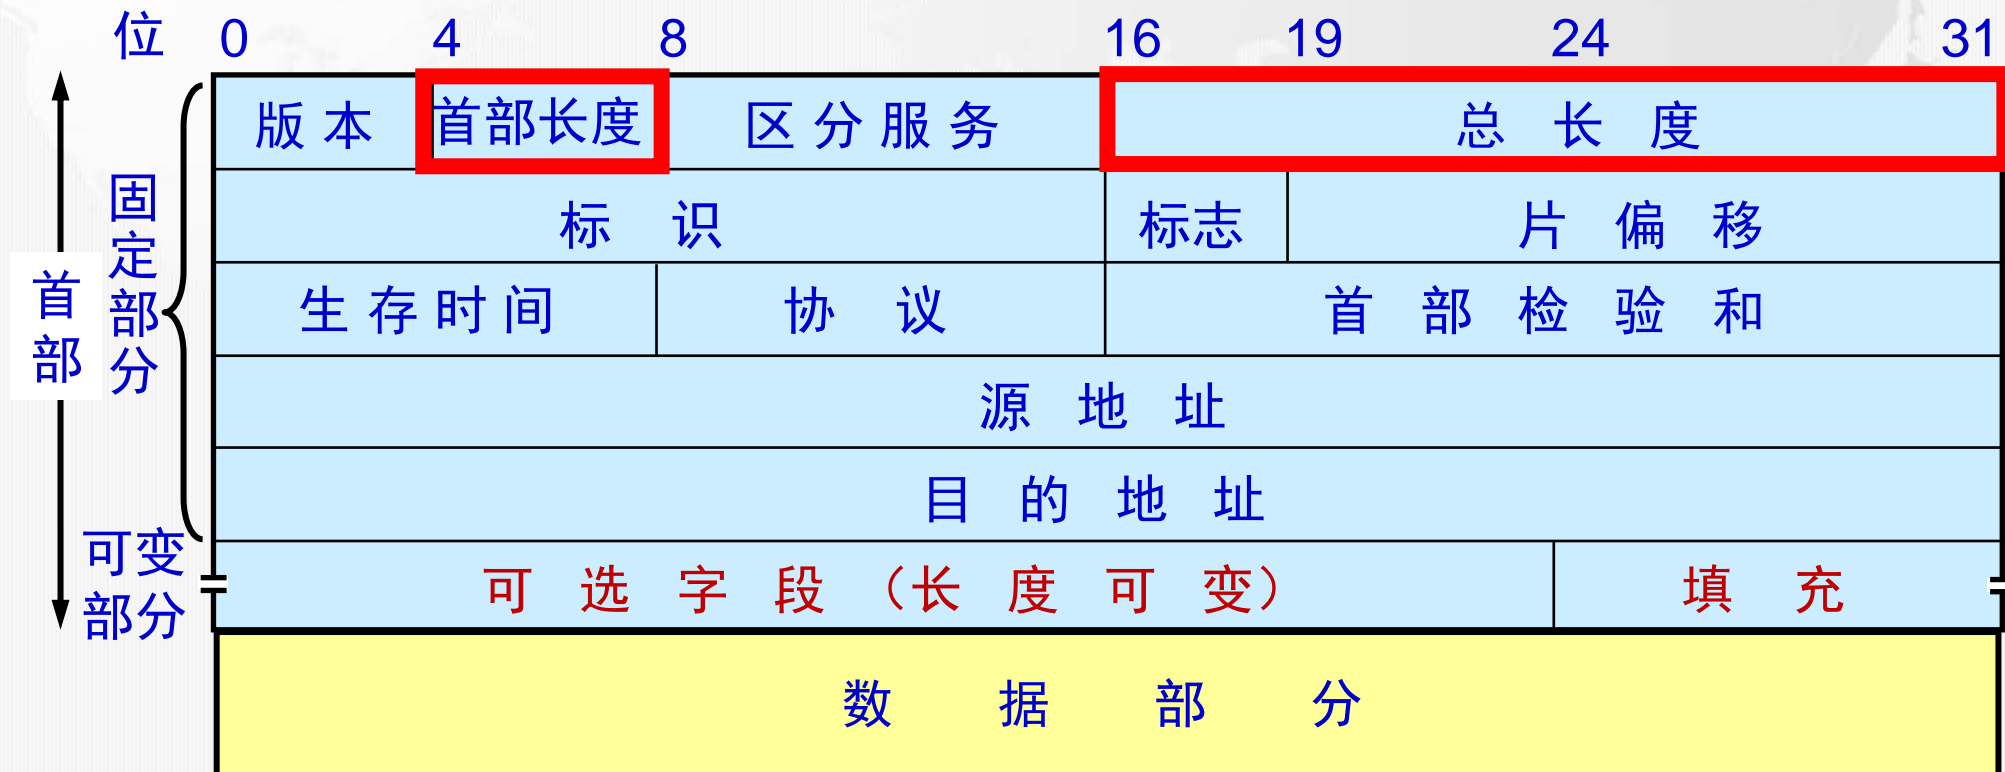 位 0 4 8 16 19 24 31
版本 首部长度 区分服务 总长度
标识 标志 片偏移
生存时间 协议 首部检验和
源地址
目的地址
可选字段（长度可变） 填充
数据部分
首部
固定部分
可变部分